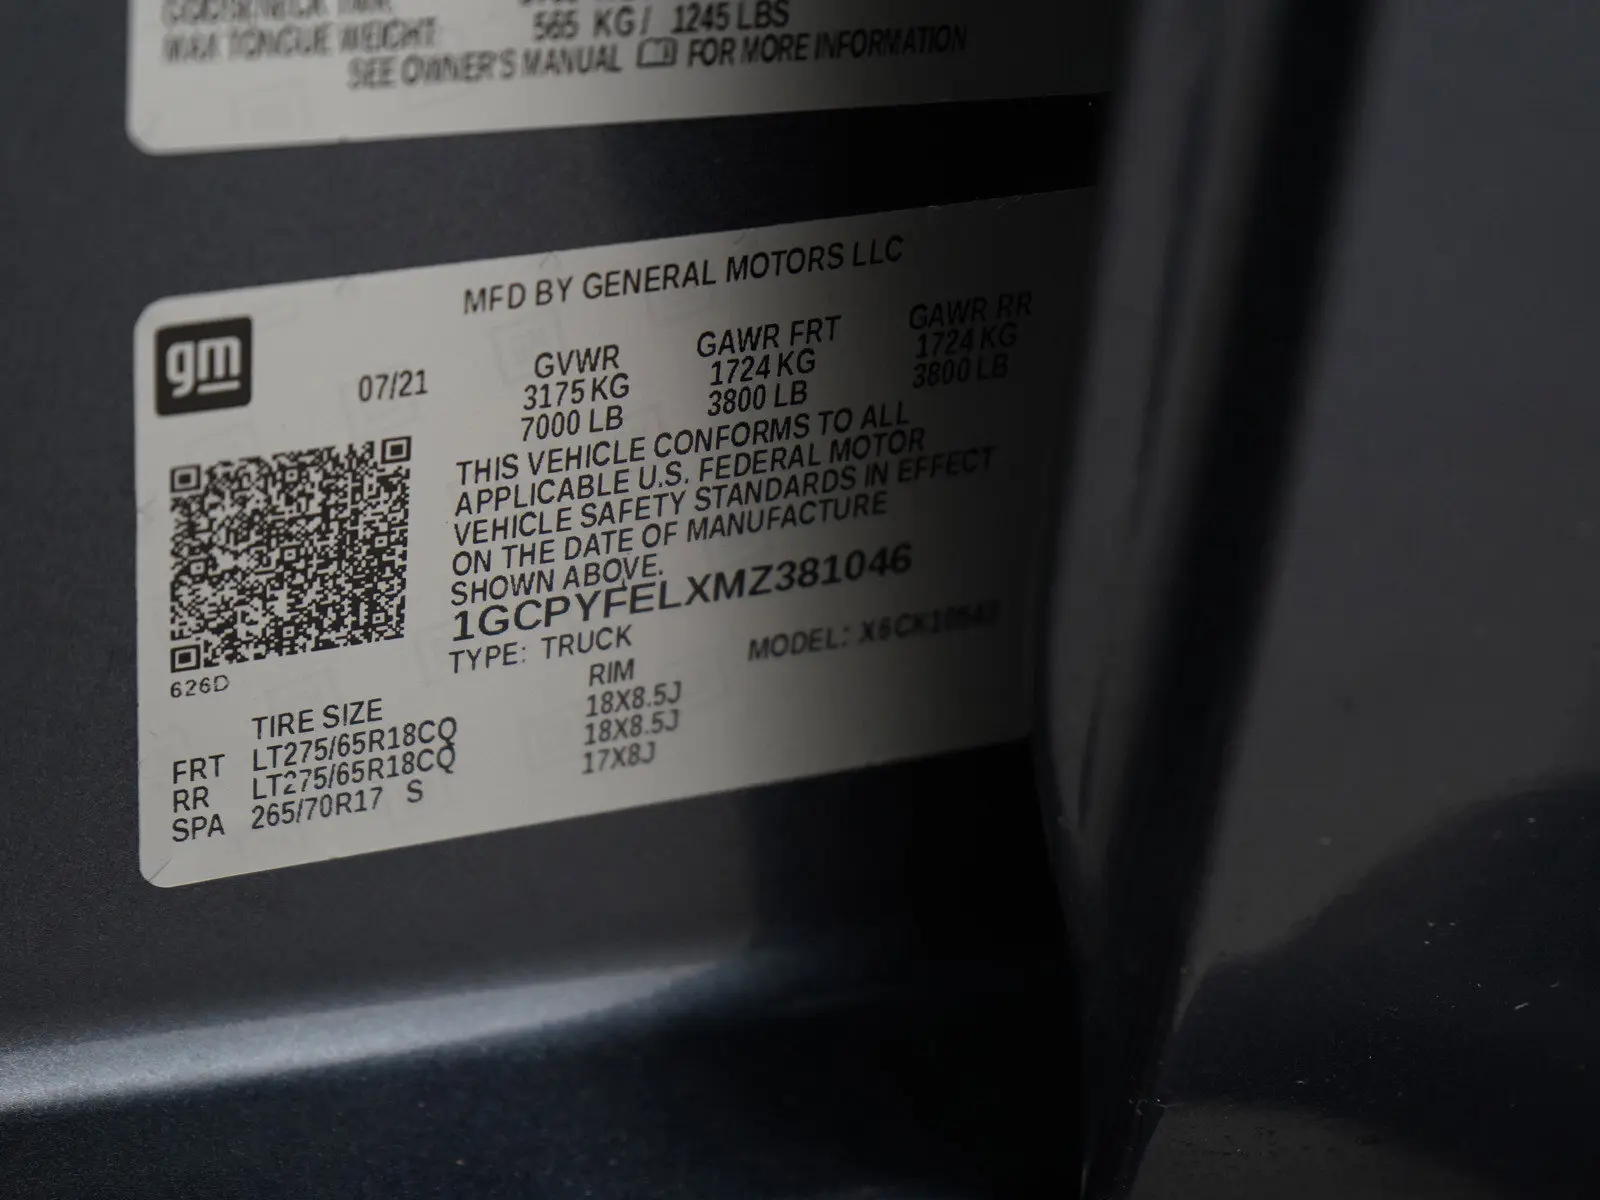 MAX TONGUE WEIGHT: 565 KG/ 1245 LBS
SEE OWNER'S MANUAL FOR MORE INFORMATION
MFD BY GENERAL MOTORS LLC
gm
07/21
GVWR GAWR FRT GAWR RR
3175 KG 1724 KG 1724 KG
7000 LB 3800 LB 3800 LB
THIS VEHICLE CONFORMS TO ALL
APPLICABLE U.S. FEDERAL MOTOR
VEHICLE SAFETY STANDARDS IN EFFECT
ON THE DATE OF MANUFACTURE
SHOWN ABOVE.
1GCPYFELXMZ381046
TYPE: TRUCK MODEL:
626D
TIRE SIZE RIM
FRT LT275/65R18CQ 18X8.5J
RR LT275/65R18CQ 18X8.5J
SPA 265/70R17 S 17X8J